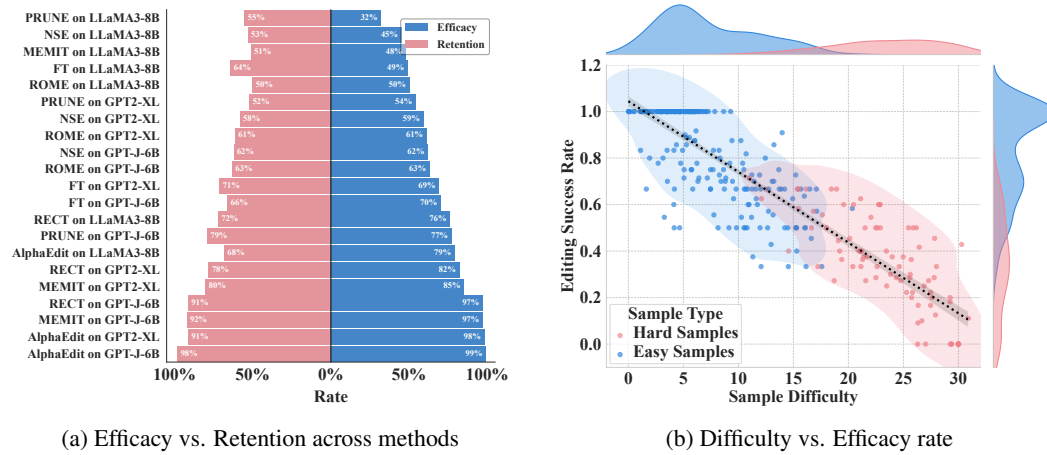 PRUNE on LLaMA3-8B 55% 32%
NSE on LLaMA3-8B 53% 45%
MEMIT on LLaMA3-8B 51% 48%
FT on LLaMA3-8B 64% 49%
ROME on LLaMA3-8B 50% 50%
PRUNE on GPT2-XL 52% 54%
NSE on GPT2-XL 58% 59%
ROME on GPT2-XL 61% 61%
NSE on GPT-J-6B 62% 62%
ROME on GPT-J-6B 63% 63%
FT on GPT2-XL 71% 69%
FT on GPT-J-6B 66% 70%
RECT on LLaMA3-8B 72% 76%
PRUNE on GPT-J-6B 79% 77%
AlphaEdit on LLaMA3-8B 68% 79%
RECT on GPT2-XL 78% 82%
MEMIT on GPT2-XL 80% 85%
RECT on GPT-J-6B 91% 97%
MEMIT on GPT-J-6B 92% 97%
AlphaEdit on GPT2-XL 91% 98%
AlphaEdit on GPT-J-6B 98% 99%
100% 50% 0% 50% 100%
Rate
Efficacy
Retention
(a) Efficacy vs. Retention across methods
Editing Success Rate
1.2
1.0
0.8
0.6
0.4
0.2
0.0
Sample Type
Hard Samples
Easy Samples
0 5 10 15 20 25 30
Sample Difficulty
(b) Difficulty vs. Efficacy rate